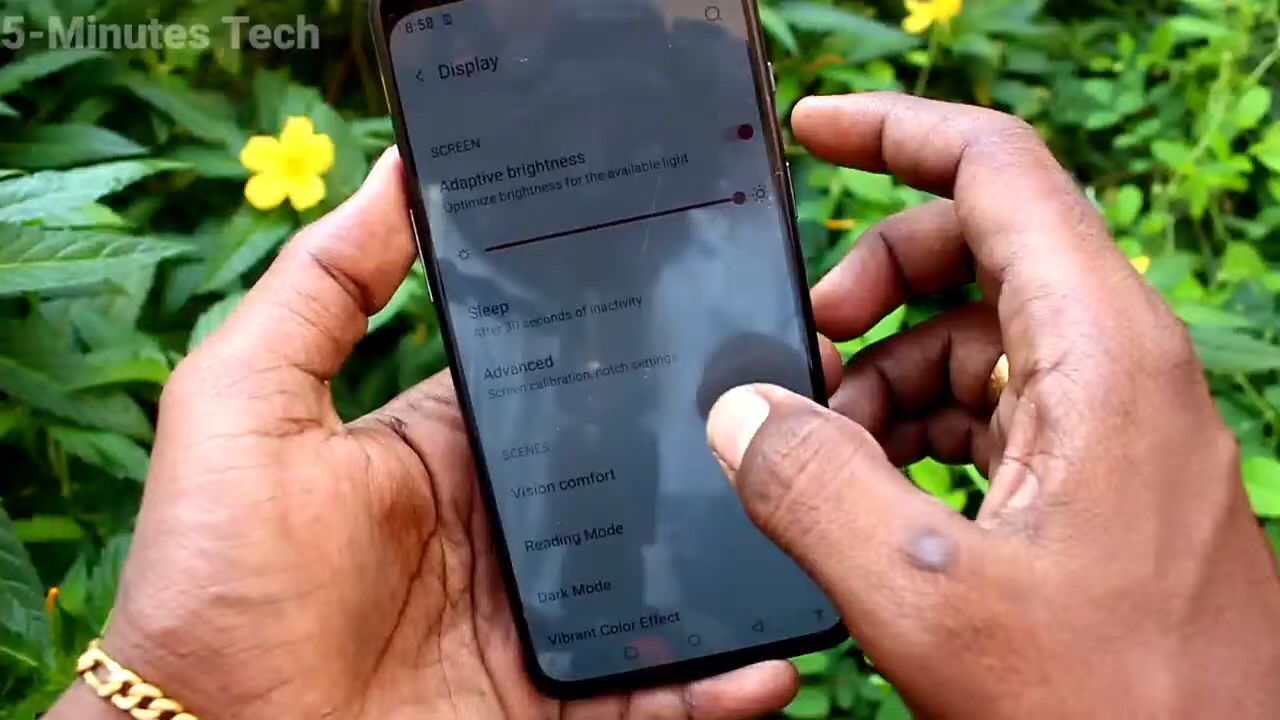 5-Minutes Tech
8:58
Display
SCREEN
Adaptive brightness
Optimize brightness for the available light
Sleep
After 30 seconds of inactivity
Advanced
Screen calibration, notch settings
SCENES
Vision comfort
Reading Mode
Dark Mode
Vibrant Color Effect